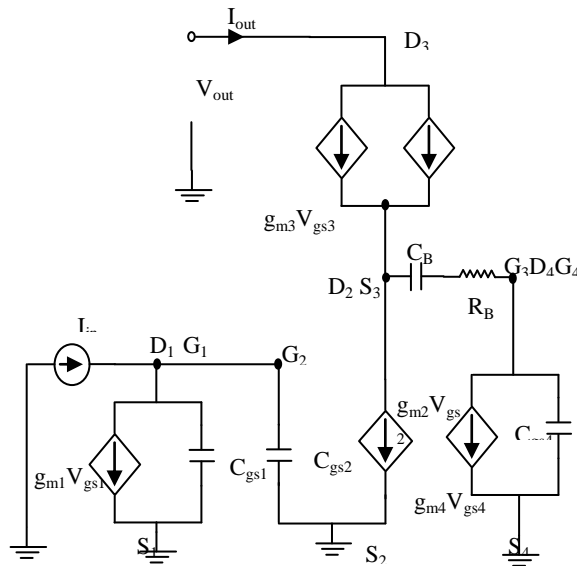 I_out
D_3
V_out
g_m3V_gs3
C_B
D_2 S_3
G_3D_4G_4
R_B
D_1 G_1
G_2
g_m2V_gs
2
g_m1V_gs1
C_gs1
C_gs2
g_m4V_gs4
S_1
S_2
S_4